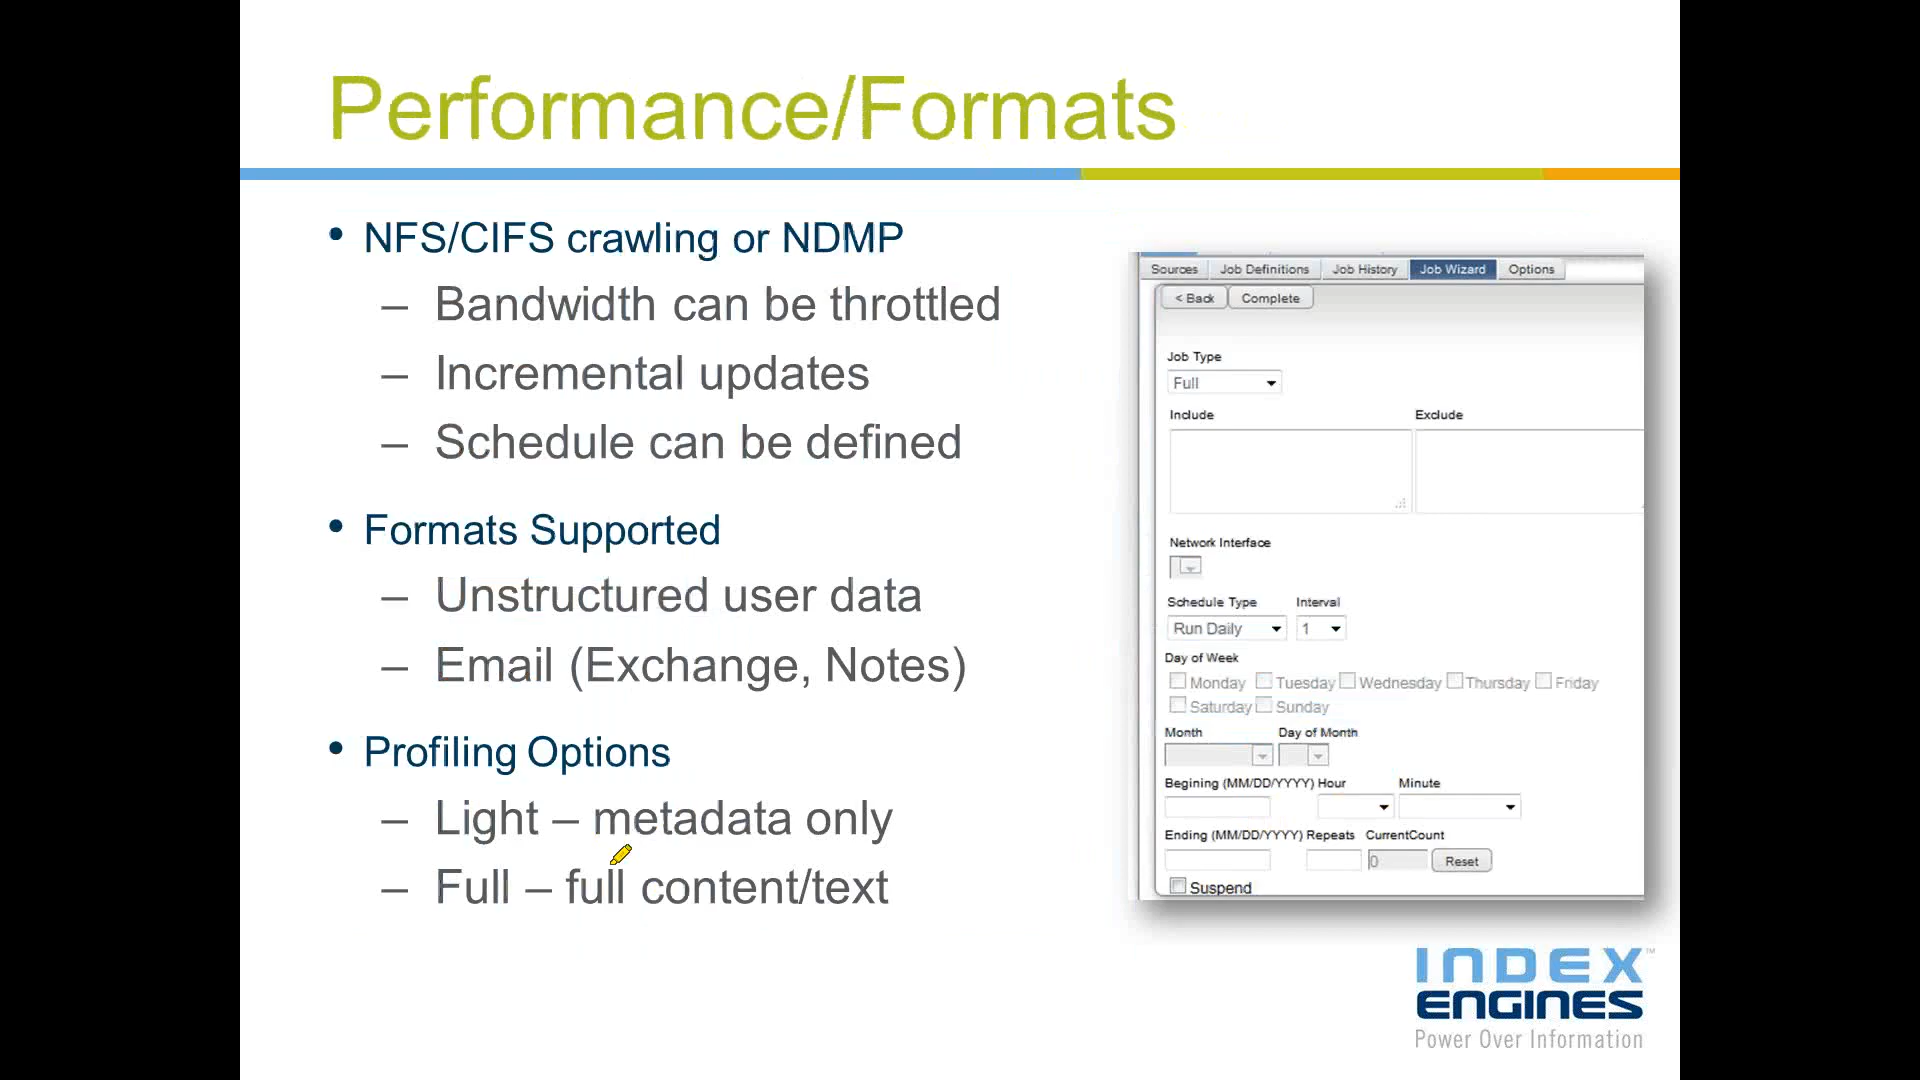 Performance/Formats
• NFS/CIFS crawling or NDMP
– Bandwidth can be throttled
– Incremental updates
– Schedule can be defined
• Formats Supported
– Unstructured user data
– Email (Exchange, Notes)
• Profiling Options
– Light – metadata only
– Full – full content/text
Sources Job Definitions Job History Job Wizard Options
< Back Complete
Job Type
Full
Include Exclude
Network Interface
Schedule Type Interval
Run Daily 1
Day of Week
Monday Tuesday Wednesday Thursday Friday
Saturday Sunday
Month Day of Month
Begining (MM/DD/YYYY) Hour Minute
Ending (MM/DD/YYYY) Repeats CurrentCount
0 Reset
Suspend
INDEX™
ENGINES
Power Over Information